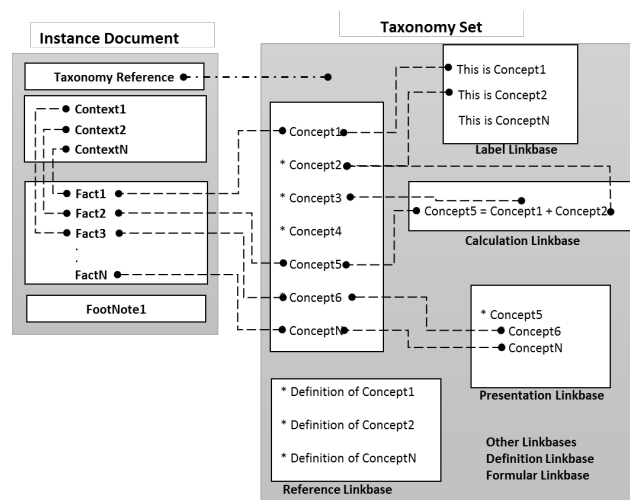 Instance Document
Taxonomy Reference
Context1
Context2
ContextN
Fact1
Fact2
Fact3
.
.
FactN
FootNote1
Taxonomy Set
Concept1
* Concept2
* Concept3
* Concept4
Concept5
* Concept6
ConceptN
This is Concept1
This is Concept2
This is ConceptN
Label Linkbase
Concept5 = Concept1 + Concept2
Calculation Linkbase
* Concept5
Concept6
ConceptN
Presentation Linkbase
* Definition of Concept1
* Definition of Concept2
* Definition of ConceptN
Reference Linkbase
Other Linkbases
Definition Linkbase
Formular Linkbase